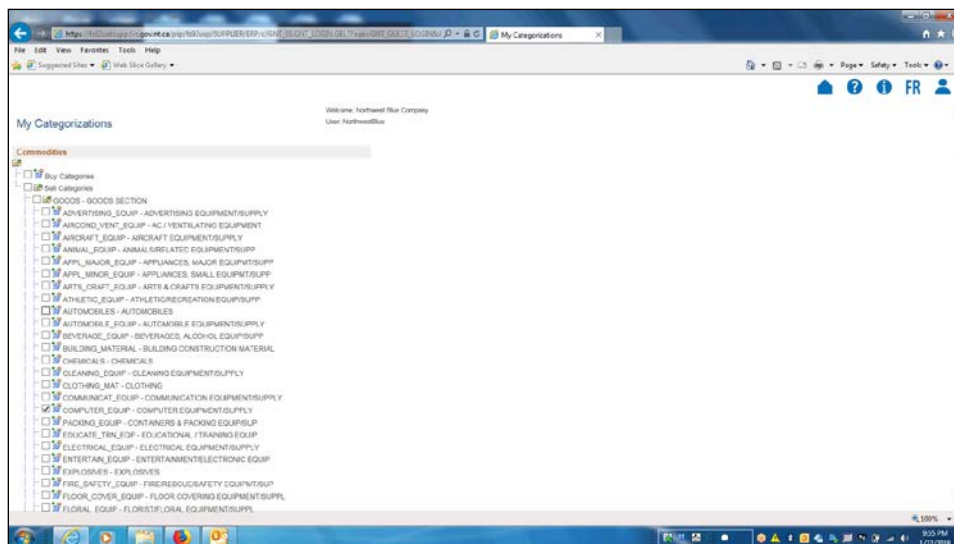 My Categorizations
File Edit View Favorites Tools Help
Suggested Sites Web Slice Gallery
Page Safety Tools
FR
Welcome, Northwest Blue Company
User: NorthwestBlue
My Categorizations
Commodities
Buy Categories
Sell Categories
GOODS - GOODS SECTION
ADVERTISING_EQUIP - ADVERTISING EQUIPMENT/SUPPLY
AIRCOND_VENT_EQUIP - AC / VENTILATING EQUIPMENT
AIRCRAFT_EQUIP - AIRCRAFT EQUIPMENT/SUPPLY
ANIMAL_EQUIP - ANIMALS/RELATED EQUIPMENT/SUPP
APPL_MAJOR_EQUIP - APPLIANCES, MAJOR EQUIPMT/SUPP
APPL_MINOR_EQUIP - APPLIANCES, SMALL EQUIPMT/SUPP
ARTS_CRAFT_EQUIP - ARTS & CRAFTS EQUIPMENT/SUPPLY
ATHLETIC_EQUIP - ATHLETIC/RECREATION EQUIP/SUPP
AUTOMOBILES - AUTOMOBILES
AUTOMOBILE_EQUIP - AUTOMOBILE EQUIPMENT/SUPPLY
BEVERAGE_EQUIP - BEVERAGES, ALCOHOL EQUIP/SUPP
BUILDING_MATERIAL - BUILDING CONSTRUCTION MATERIAL
CHEMICALS - CHEMICALS
CLEANING_EQUIP - CLEANING EQUIPMENT/SUPPLY
CLOTHING_MAT - CLOTHING
COMMUNICAT_EQUIP - COMMUNICATION EQUIPMENT/SUPPLY
COMPUTER_EQUIP - COMPUTER EQUIPMENT/SUPPLY
PACKING_EQUIP - CONTAINERS & PACKING EQUIP/SUP
EDUCATE_TRN_EQP - EDUCATIONAL / TRAINING EQUIP
ELECTRICAL_EQUIP - ELECTRICAL EQUIPMENT/SUPPLY
ENTERTAIN_EQUIP - ENTERTAINMENT/ELECTRONIC EQUIP
EXPLOSIVES - EXPLOSIVES
FIRE_SAFETY_EQUIP - FIRE/RESCUE/SAFETY EQUIPMT/SUP
FLOOR_COVER_EQUIP - FLOOR COVERING EQUIPMENT/SUPPL
FLORAL_EQUIP - FLORIST/FLORAL EQUIPMENT/SUPPL
100%
9:55 PM